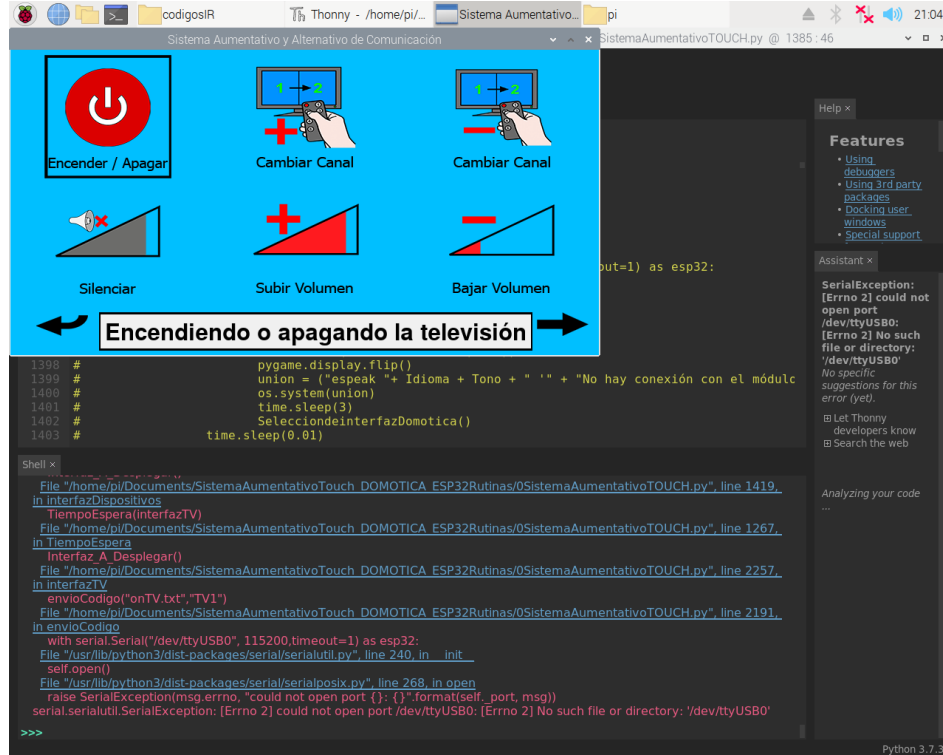 codigosIR
Thonny - /home/pi/...
Sistema Aumentativo...
pi
21:04
Sistema Aumentativo y Alternativo de Comunicación
SistemaAumentativoTOUCH.py @ 1385 : 46
1 2
1 2
Encender / Apagar
Cambiar Canal
Cambiar Canal
Silenciar
Subir Volumen
Bajar Volumen
Encendiendo o apagando la televisión
out=1) as esp32:
1398 # pygame.display.flip()
1399 # union = ("espeak "+ Idioma + Tono + " '" + "No hay conexión con el módulo
1400 # os.system(union)
1401 # time.sleep(3)
1402 # SelecciondeinterfazDomotica()
1403 # time.sleep(0.01)
Shell ×
Interfaz_A_Desplegar()
File "/home/pi/Documents/SistemaAumentativoTouch_DOMOTICA_ESP32Rutinas/0SistemaAumentativoTOUCH.py", line 1419,
in interfazDispositivos
TiempoEspera(interfazTV)
File "/home/pi/Documents/SistemaAumentativoTouch_DOMOTICA_ESP32Rutinas/0SistemaAumentativoTOUCH.py", line 1267,
in TiempoEspera
Interfaz_A_Desplegar()
File "/home/pi/Documents/SistemaAumentativoTouch_DOMOTICA_ESP32Rutinas/0SistemaAumentativoTOUCH.py", line 2257,
in interfazTV
envioCodigo("onTV.txt","TV1")
File "/home/pi/Documents/SistemaAumentativoTouch_DOMOTICA_ESP32Rutinas/0SistemaAumentativoTOUCH.py", line 2191,
in envioCodigo
with serial.Serial("/dev/ttyUSB0", 115200,timeout=1) as esp32:
File "/usr/lib/python3/dist-packages/serial/serialutil.py", line 240, in __init__
self.open()
File "/usr/lib/python3/dist-packages/serial/serialposix.py", line 268, in open
raise SerialException(msg.errno, "could not open port {}: {}".format(self._port, msg))
serial.serialutil.SerialException: [Errno 2] could not open port /dev/ttyUSB0: [Errno 2] No such file or directory: '/dev/ttyUSB0'
>>>
Help ×
Features
• Using
debuggers
• Using 3rd party
packages
• Docking user
windows
• Special support
Assistant ×
SerialException:
[Errno 2] could not
open port
/dev/ttyUSB0:
[Errno 2] No such
file or directory:
'/dev/ttyUSB0'
No specific
suggestions for this
error (yet).
Let Thonny
developers know
Search the web
Analyzing your code
...
Python 3.7.3